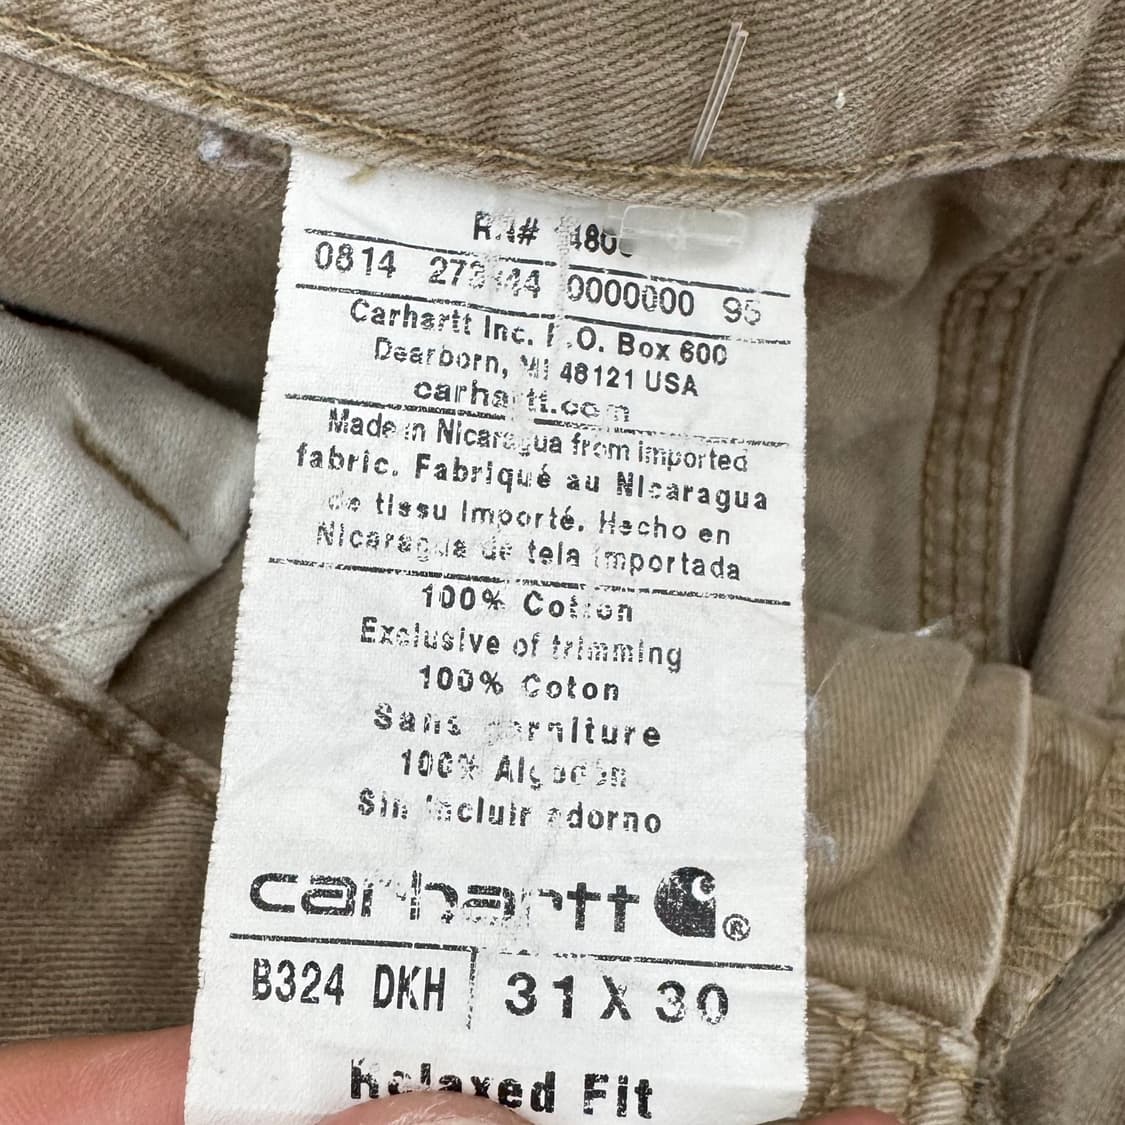 RN#
0814 0000000 95
Carhartt Inc. P.O. Box 600
Dearborn, MI 48121 USA
carhartt.com
Made in Nicaragua from imported
fabric. Fabriqué au Nicaragua
de tissu importé. Hecho en
Nicaragua de tela importada
100% Cotton
Exclusive of trimming
100% Coton
Sans garniture
100% Algodón
Sin incluir adorno
carhartt ®
B324 DKH 31 X 30
Relaxed Fit